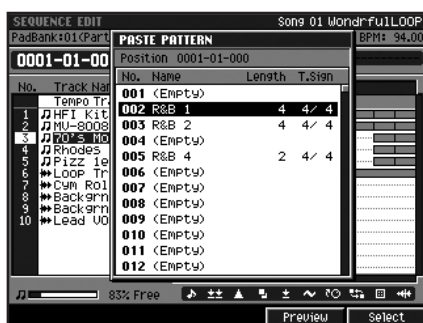 SEQUENCE EDIT Song 01 WondrfulLOOP
PadBank:01(Part BPM: 94.00
0001-01-00
PASTE PATTERN
Position 0001-01-000
No. Name Length T.Sign
001 (Empty)
002 R&B 1 4 4/ 4
003 R&B 2 4 4/ 4
004 (Empty)
005 R&B 4 2 4/ 4
006 (Empty)
007 (Empty)
008 (Empty)
009 (Empty)
010 (Empty)
011 (Empty)
012 (Empty)
No. Track Nar
Tempo Tr
1 HFI Kit
2 MV-8008
3 70's Mo
4 Rhodes
5 Pizz le
6 Loop Tr
7 Cym Rol
8 Backgrn
9 Backgrn
10 Lead VO
83% Free
Preview Select